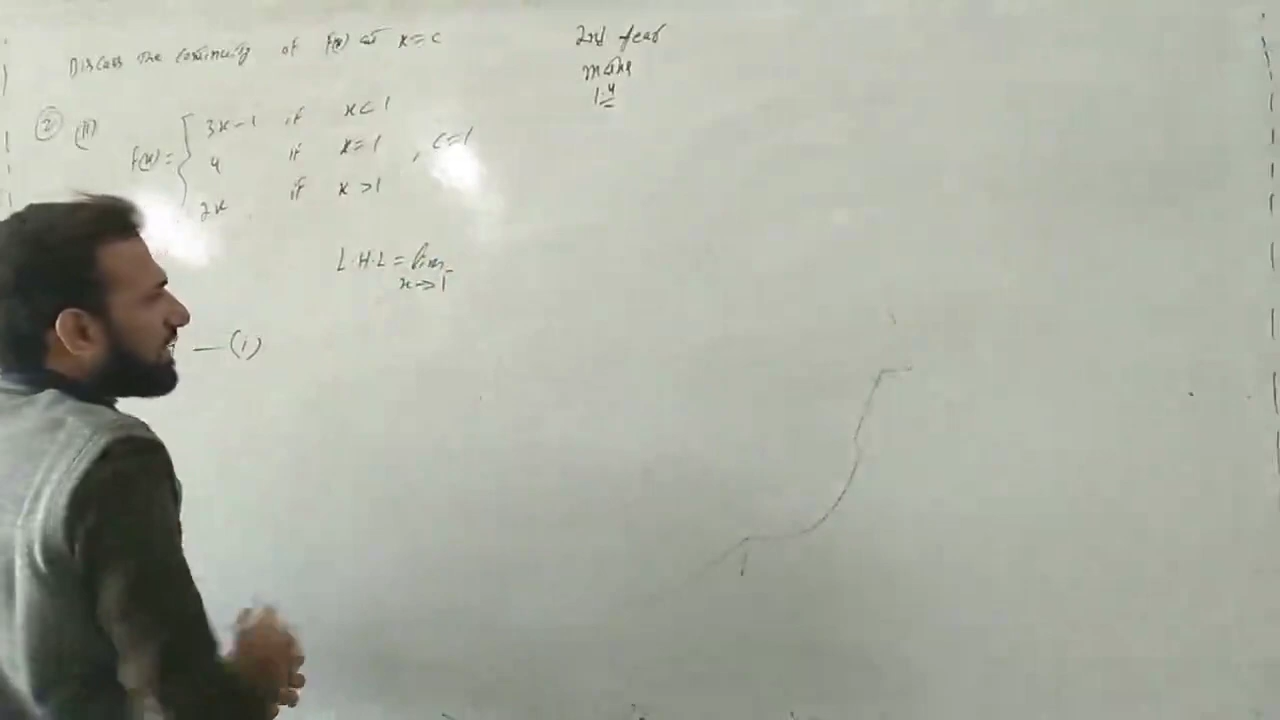 Discuss the continuity of f(x) at x = c
2nd year
Maths
1.4
② (ii)
f(x) = { 3x-1 if x < 1
4 if x = 1 , c = 1
2x if x > 1
L.H.L = lim
x→1⁻
— (i)